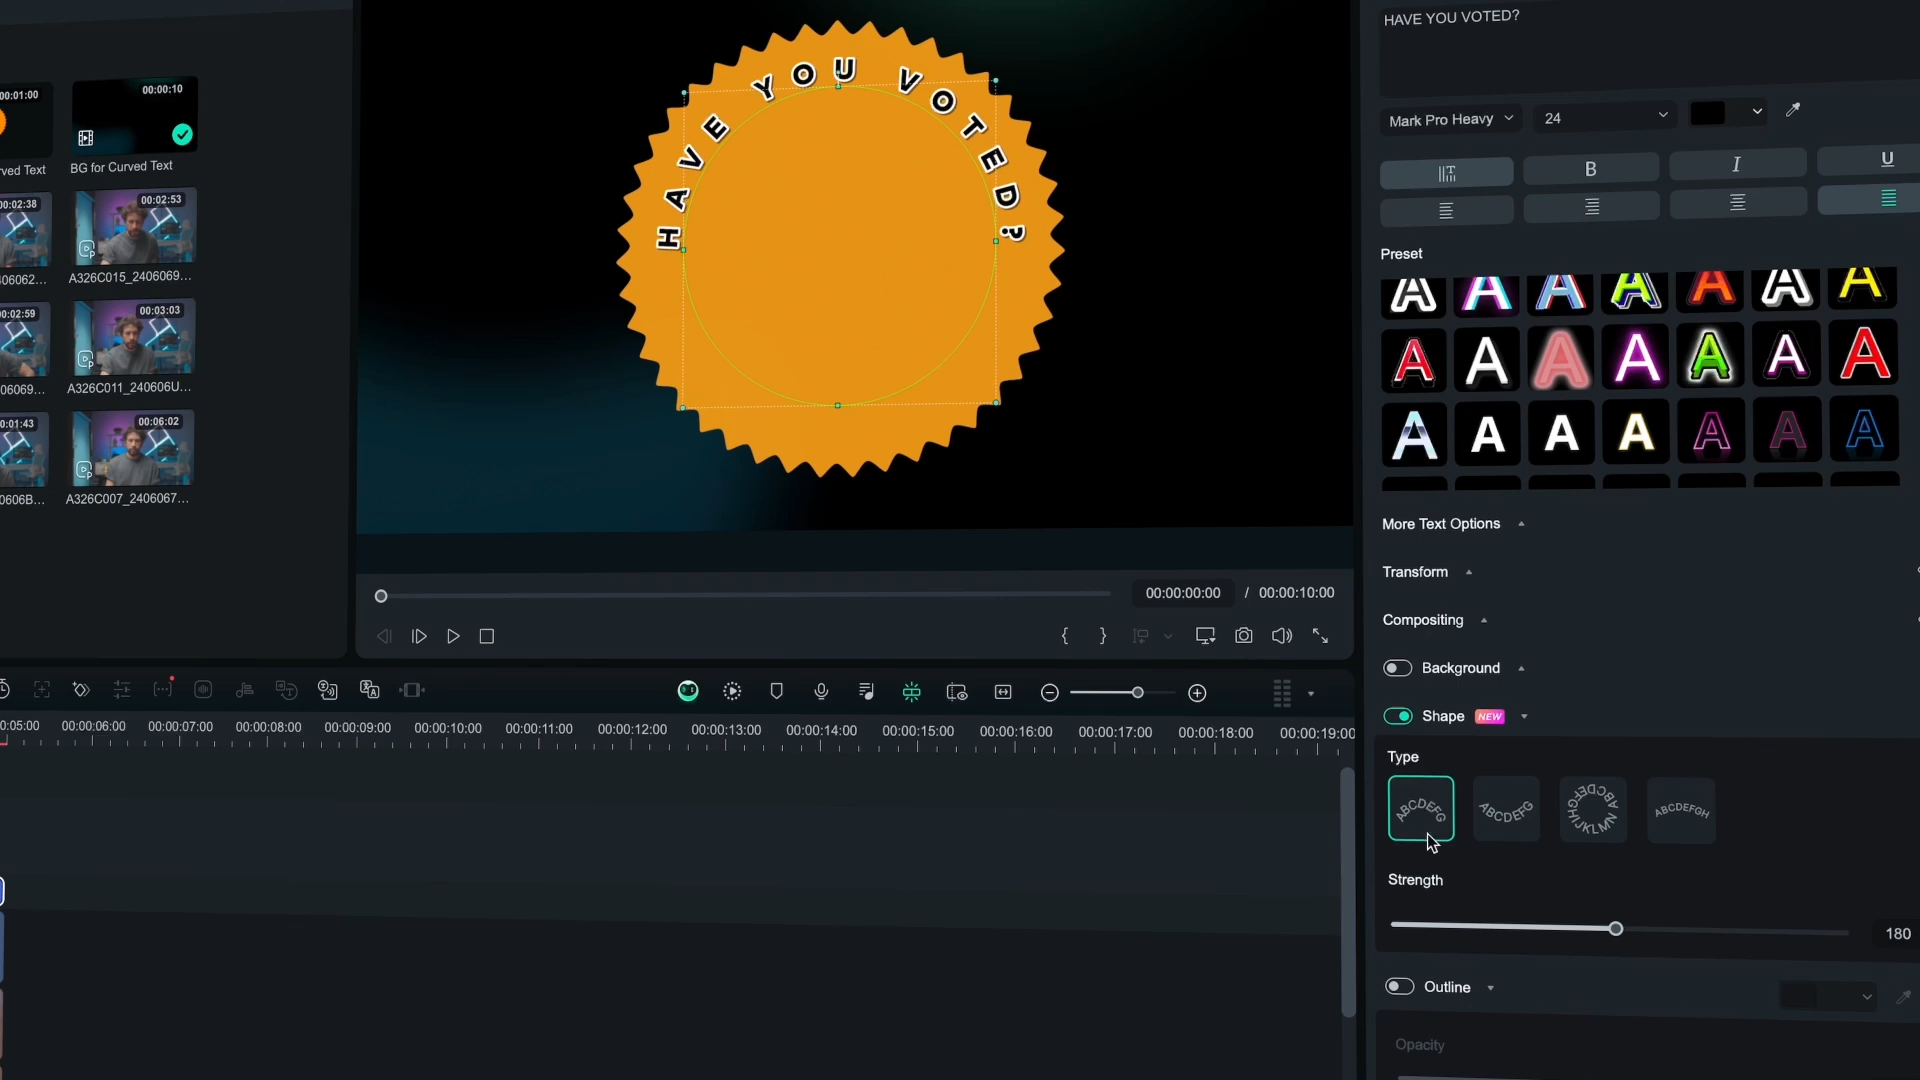 00:01:00
00:00:10
ved Text
BG for Curved Text
00:02:38
00:02:53
406062...
A326C015_2406069...
00:02:59
00:03:03
06069...
A326C011_240606U...
00:01:43
00:06:02
0606B...
A326C007_2406067...
HAVE YOU VOTED?
00:00:00:00 / 00:00:10:00
0:05:00 00:00:06:00 00:00:07:00 00:00:08:00 00:00:09:00 00:00:10:00 00:00:11:00 00:00:12:00 00:00:13:00 00:00:14:00 00:00:15:00 00:00:16:00 00:00:17:00 00:00:18:00 00:00:19:00
HAVE YOU VOTED?
Mark Pro Heavy 24
B I U
Preset
A A A A A A A
A A A A A A A
A A A A A A A
More Text Options
Transform
Compositing
Background
Shape NEW
Type
ABCDEFG ABCDEFG ABCDEFGHIJKLMN ABCDEFGH
Strength
180
Outline
Opacity